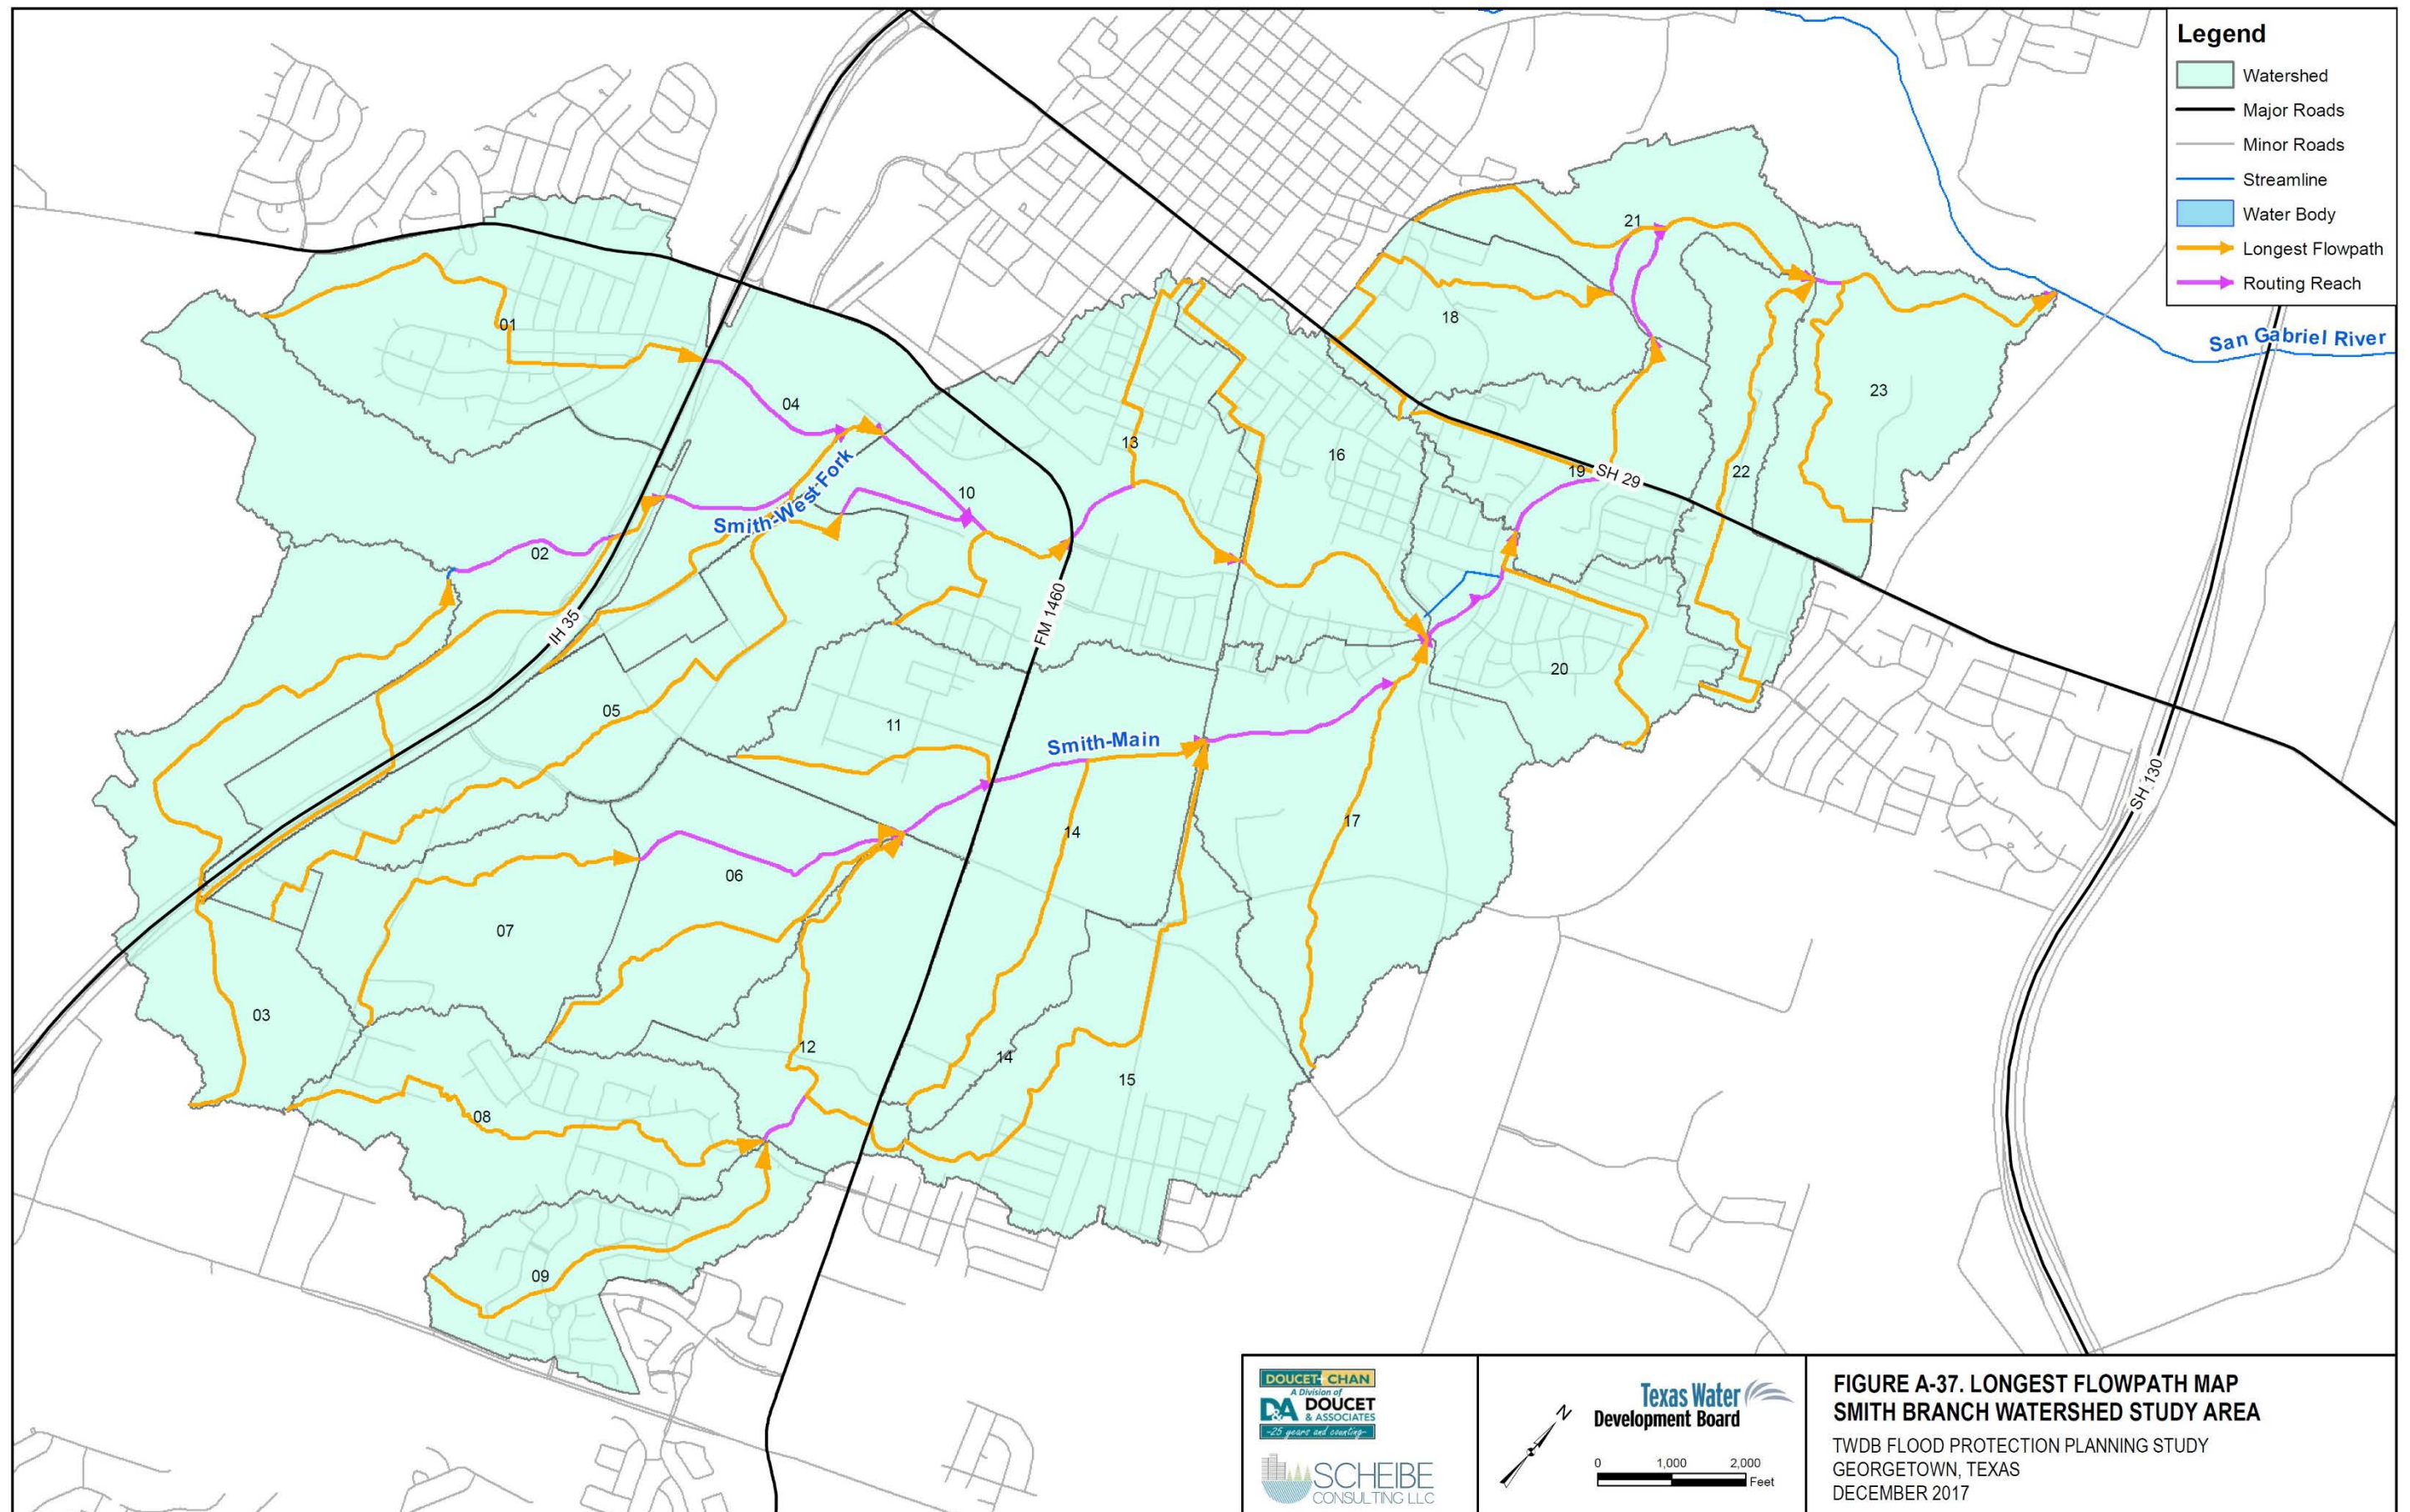 Legend
Watershed
Major Roads
Minor Roads
Streamline
Water Body
Longest Flowpath
Routing Reach
San Gabriel River
21
18
23
01
04
13
16
19
SH 29
22
10
Smith-West Fork
02
IH 35
FM 1460
20
05
11
Smith-Main
SH 130
14
17
06
07
03
12
14
15
08
09
DOUCET+CHAN
A Division of
D&A DOUCET
& ASSOCIATES
-25 years and counting-
SCHEIBE
CONSULTING LLC
N
Texas Water
Development Board
0 1,000 2,000
Feet
FIGURE A-37. LONGEST FLOWPATH MAP
SMITH BRANCH WATERSHED STUDY AREA
TWDB FLOOD PROTECTION PLANNING STUDY
GEORGETOWN, TEXAS
DECEMBER 2017